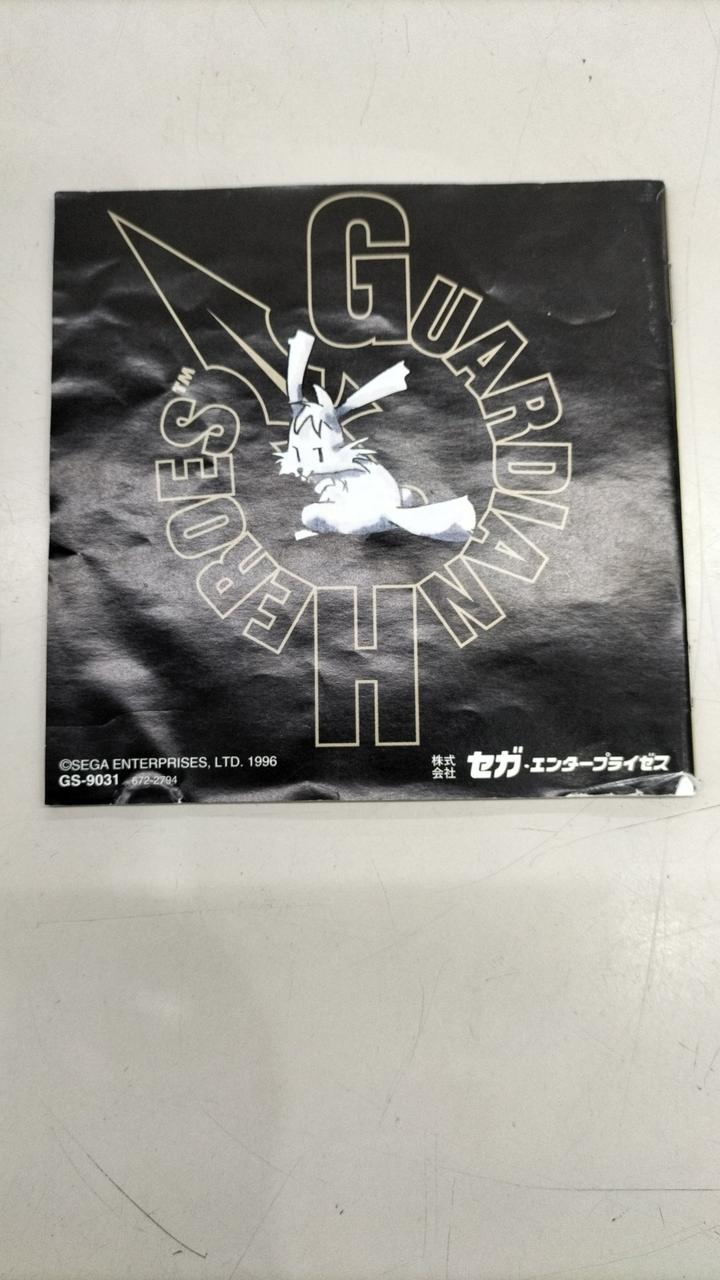 GUARDIAN
HEROES™
©SEGA ENTERPRISES, LTD. 1996
GS-9031 672-2794
株式
会社
セガ・エンタープライゼス